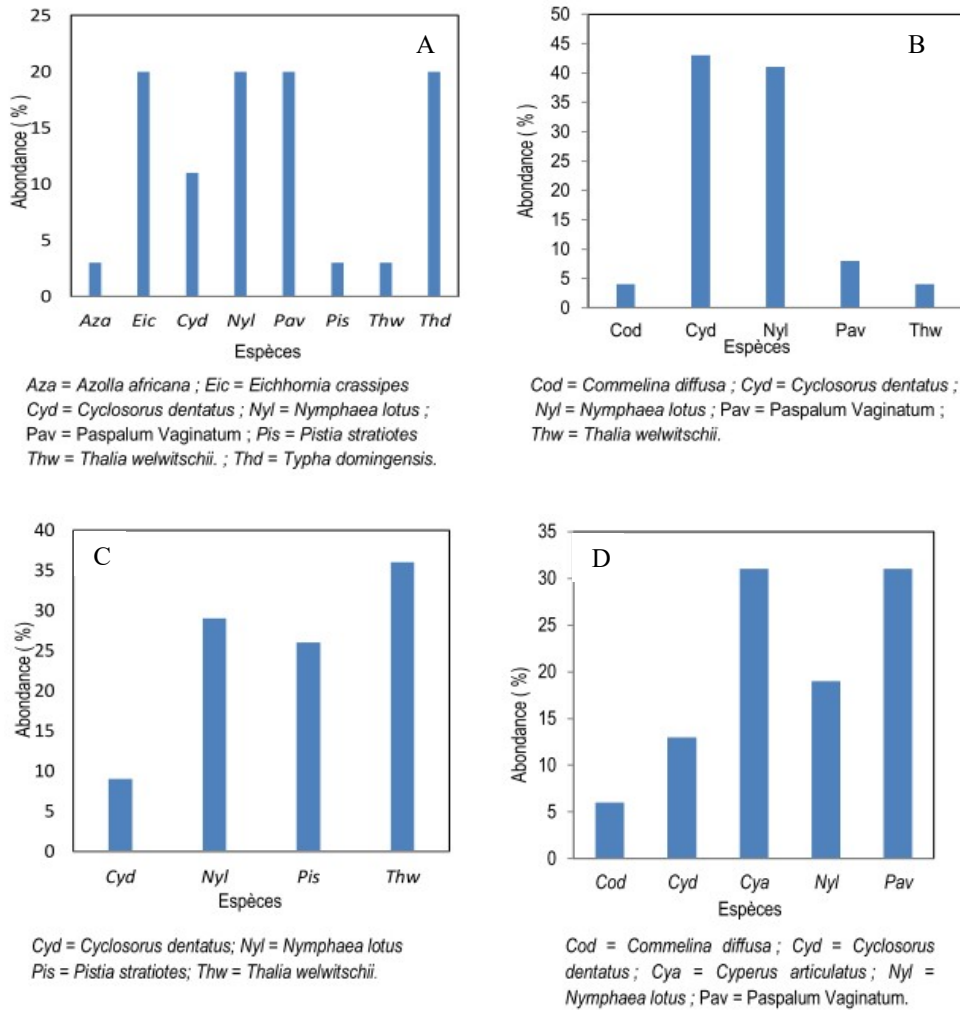 A
25
20
15
10
5
0
Abondance ( % )
Aza Eic Cyd Nyl Pav Pis Thw Thd
Espèces
Aza = Azolla africana ; Eic = Eichhornia crassipes
Cyd = Cyclosorus dentatus ; Nyl = Nymphaea lotus ;
Pav = Paspalum Vaginatum ; Pis = Pistia stratiotes
Thw = Thalia welwitschii. ; Thd = Typha domingensis.
B
50
45
40
35
30
25
20
15
10
5
0
Abondance ( % )
Cod Cyd Nyl Pav Thw
Espèces
Cod = Commelina diffusa ; Cyd = Cyclosorus dentatus ;
Nyl = Nymphaea lotus ; Pav = Paspalum Vaginatum ;
Thw = Thalia welwitschii.
C
40
35
30
25
20
15
10
5
0
Abondance ( %)
Cyd Nyl Pis Thw
Espèces
Cyd = Cyclosorus dentatus; Nyl = Nymphaea lotus
Pis = Pistia stratiotes; Thw = Thalia welwitschii.
D
35
30
25
20
15
10
5
0
Abondance ( %)
Cod Cyd Cya Nyl Pav
Espèces
Cod = Commelina diffusa ; Cyd = Cyclosorus
dentatus ; Cya = Cyperus articulatus ; Nyl =
Nymphaea lotus ; Pav = Paspalum Vaginatum.